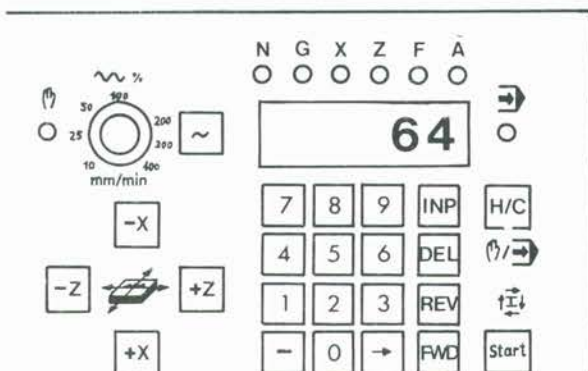 N G X Z F A
%
50 100 200
25 300
10 400
mm/min
~
64
-X
-Z +Z
+X
7 8 9 INP H/C
4 5 6 DEL
1 2 3 REV
- 0 → FWD Start